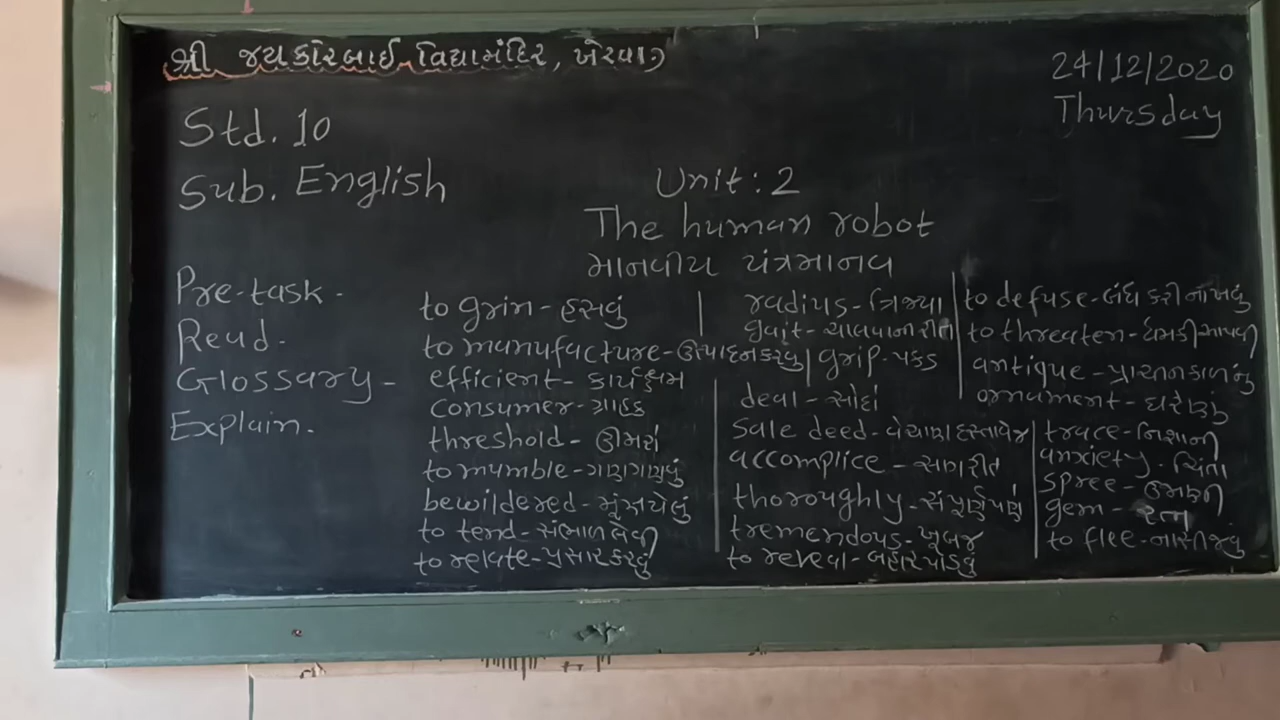 શ્રી જયકોરબાઈ વિદ્યામંદિર, ખેરવા
24/12/2020
Thursday
Std. 10
Sub. English
Unit : 2
The human robot
માનવીય યંત્રમાનવ
Pre-task -
Read -
Glossary -
Explain -
to grin - હસવું
to manufacture - ઉત્પાદન કરવું
efficient - કાર્યક્ષમ
consumer - ગ્રાહક
threshold - ઊમરો
to mumble - ગણગણવું
bewildered - મૂંઝાયેલું
to tend - સંભાળ લેવી
to relate - પ્રસાર કરવું
radius - ત્રિજ્યા
gait - ચાલવાની રીત
grip - પકડ
deal - સોદો
sale deed - વેચાણ દસ્તાવેજ
accomplice - સાગરીત
thoroughly - સંપૂર્ણપણે
tremendous - ખૂબજ
to reveal - બહાર પાડવું
to defuse - બંધ કરી નાખવું
to threaten - ધમકી આપવી
antique - પ્રાચીનકાળનું
ornament - ઘરેણું
trace - નિશાની
anxiety - ચિંતા
spree - ઉજાણી
gem - રત્ન
to flee - નાસી જવું